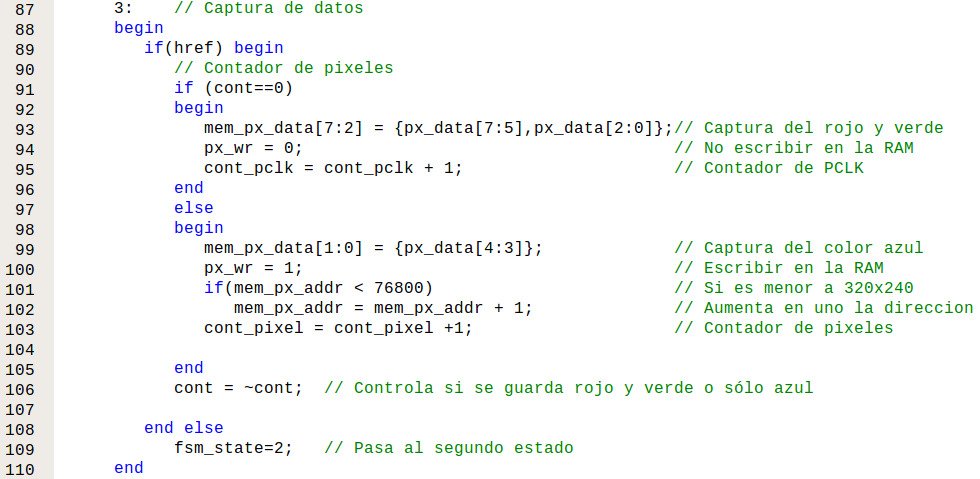 87        3:    // Captura de datos
88        begin
89           if(href) begin
90              // Contador de pixeles
91              if (cont==0)
92              begin
93                 mem_px_data[7:2] = {px_data[7:5],px_data[2:0]};// Captura del rojo y verde
94                 px_wr = 0;                                     // No escribir en la RAM
95                 cont_pclk = cont_pclk + 1;                     // Contador de PCLK
96              end
97              else
98              begin
99                 mem_px_data[1:0] = {px_data[4:3]};             // Captura del color azul
100                px_wr = 1;                                     // Escribir en la RAM
101                if(mem_px_addr < 76800)                        // Si es menor a 320x240
102                   mem_px_addr = mem_px_addr + 1;              // Aumenta en uno la direccion
103                cont_pixel = cont_pixel +1;                    // Contador de pixeles
104
105             end
106             cont = ~cont;  // Controla si se guarda rojo y verde o sólo azul
107
108          end else
109             fsm_state=2;   // Pasa al segundo estado
110       end